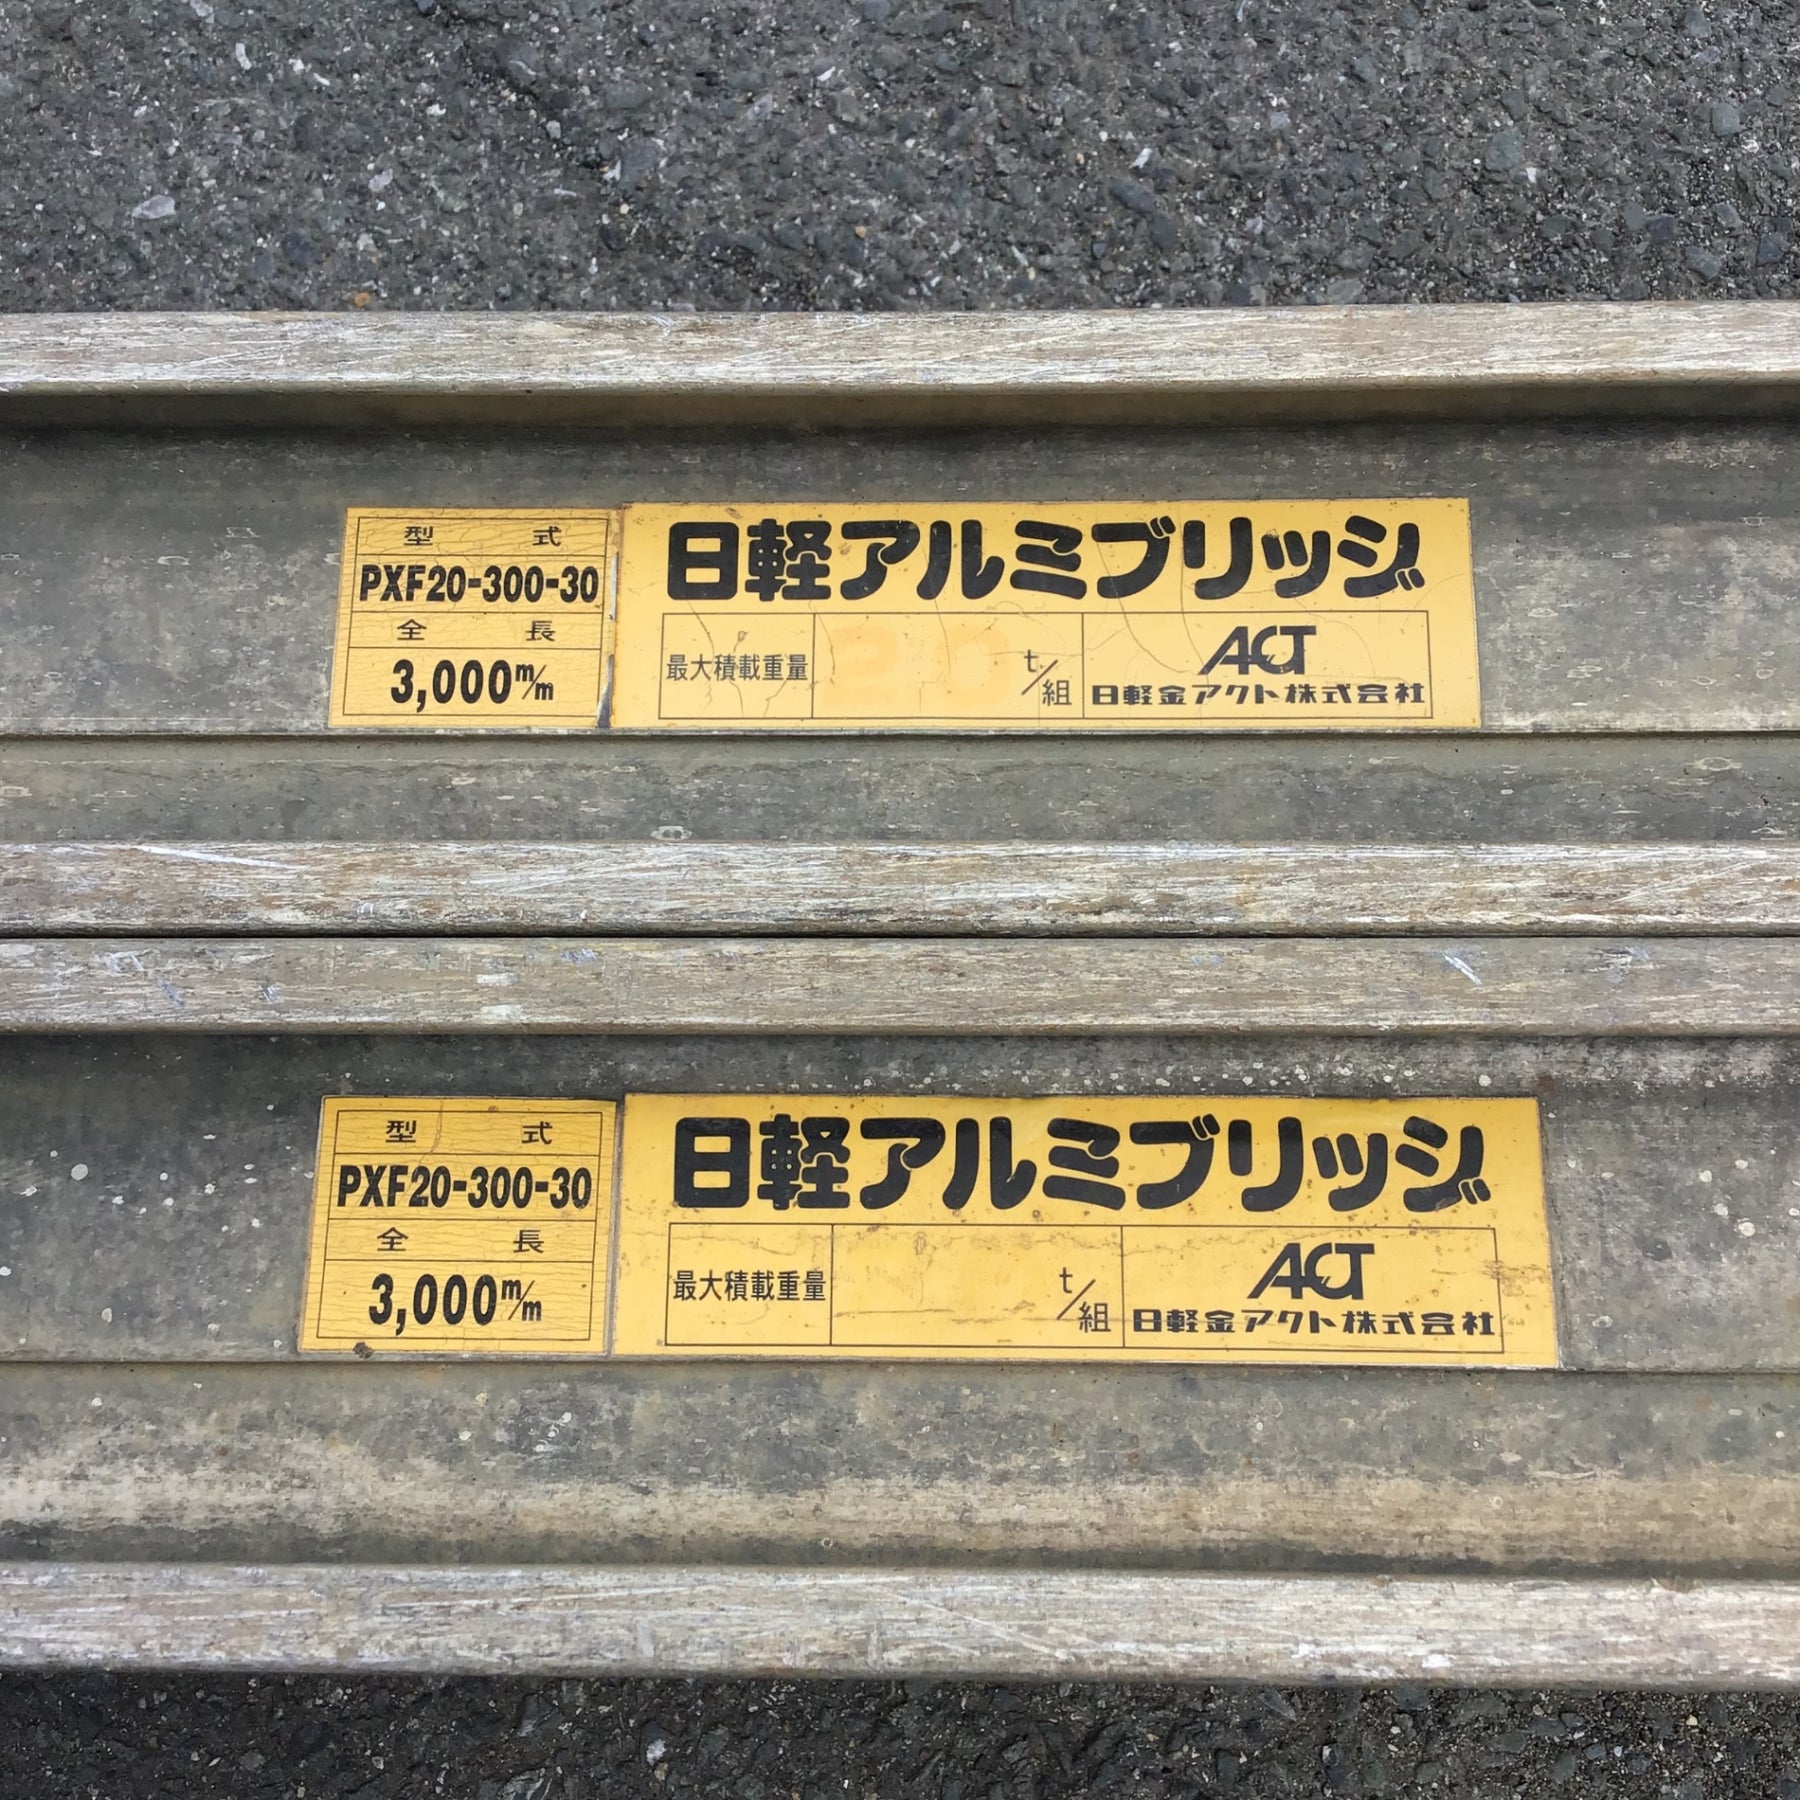 型 式
PXF20-300-30
全 長
3,000m/m
日軽アルミブリッジ
最大積載重量 2.0 t/組
ACT
日軽金アクト株式会社
型 式
PXF20-300-30
全 長
3,000m/m
日軽アルミブリッジ
最大積載重量 t/組
ACT
日軽金アクト株式会社